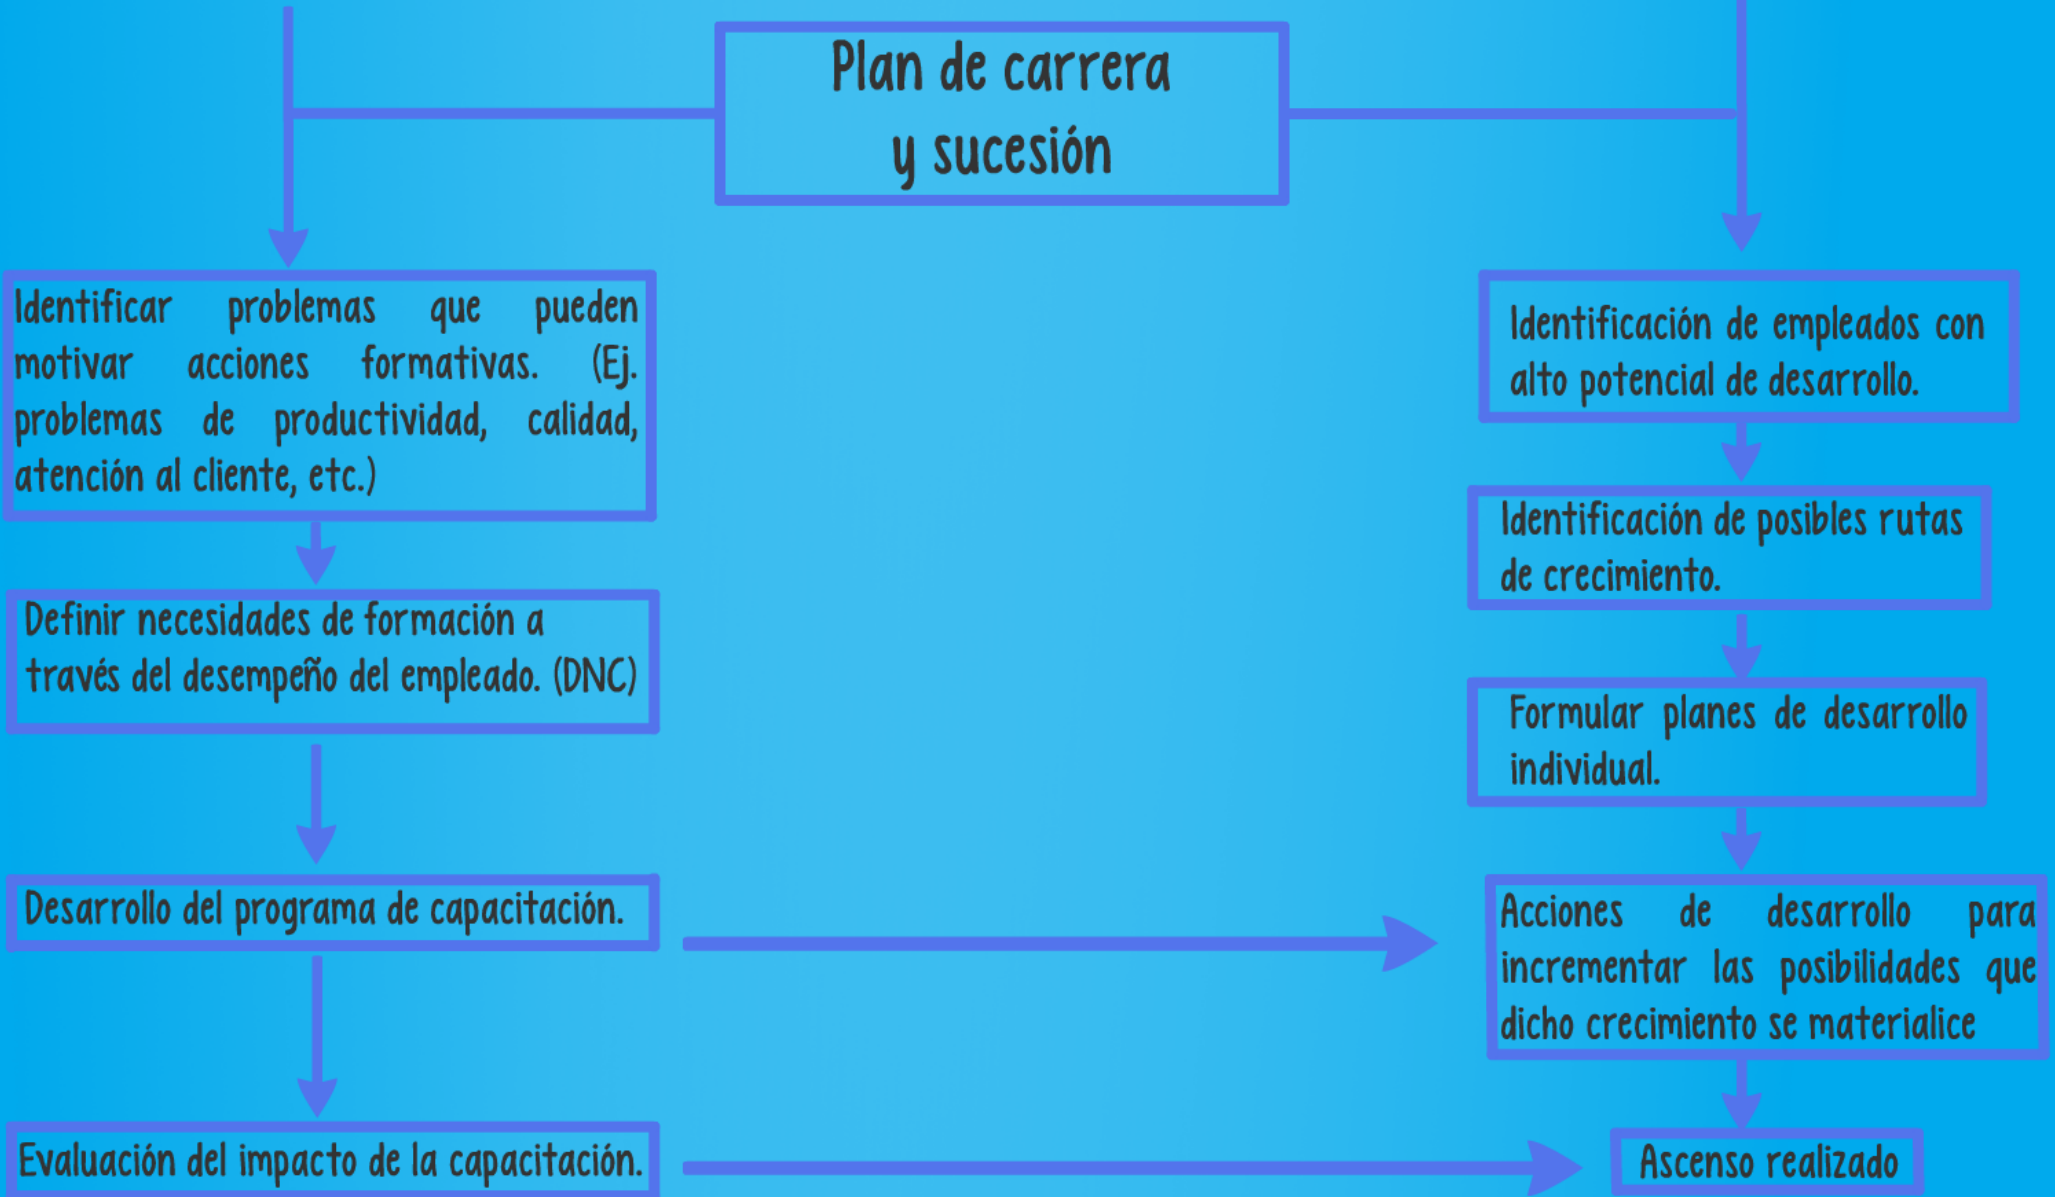 Plan de carrera
y sucesión
Identificar problemas que pueden
motivar acciones formativas. (Ej.
problemas de productividad, calidad,
atención al cliente, etc.)
Definir necesidades de formación a
través del desempeño del empleado. (DNC)
Desarrollo del programa de capacitación.
Evaluación del impacto de la capacitación.
Identificación de empleados con
alto potencial de desarrollo.
Identificación de posibles rutas
de crecimiento.
Formular planes de desarrollo
individual.
Acciones de desarrollo para
incrementar las posibilidades que
dicho crecimiento se materialice
Ascenso realizado